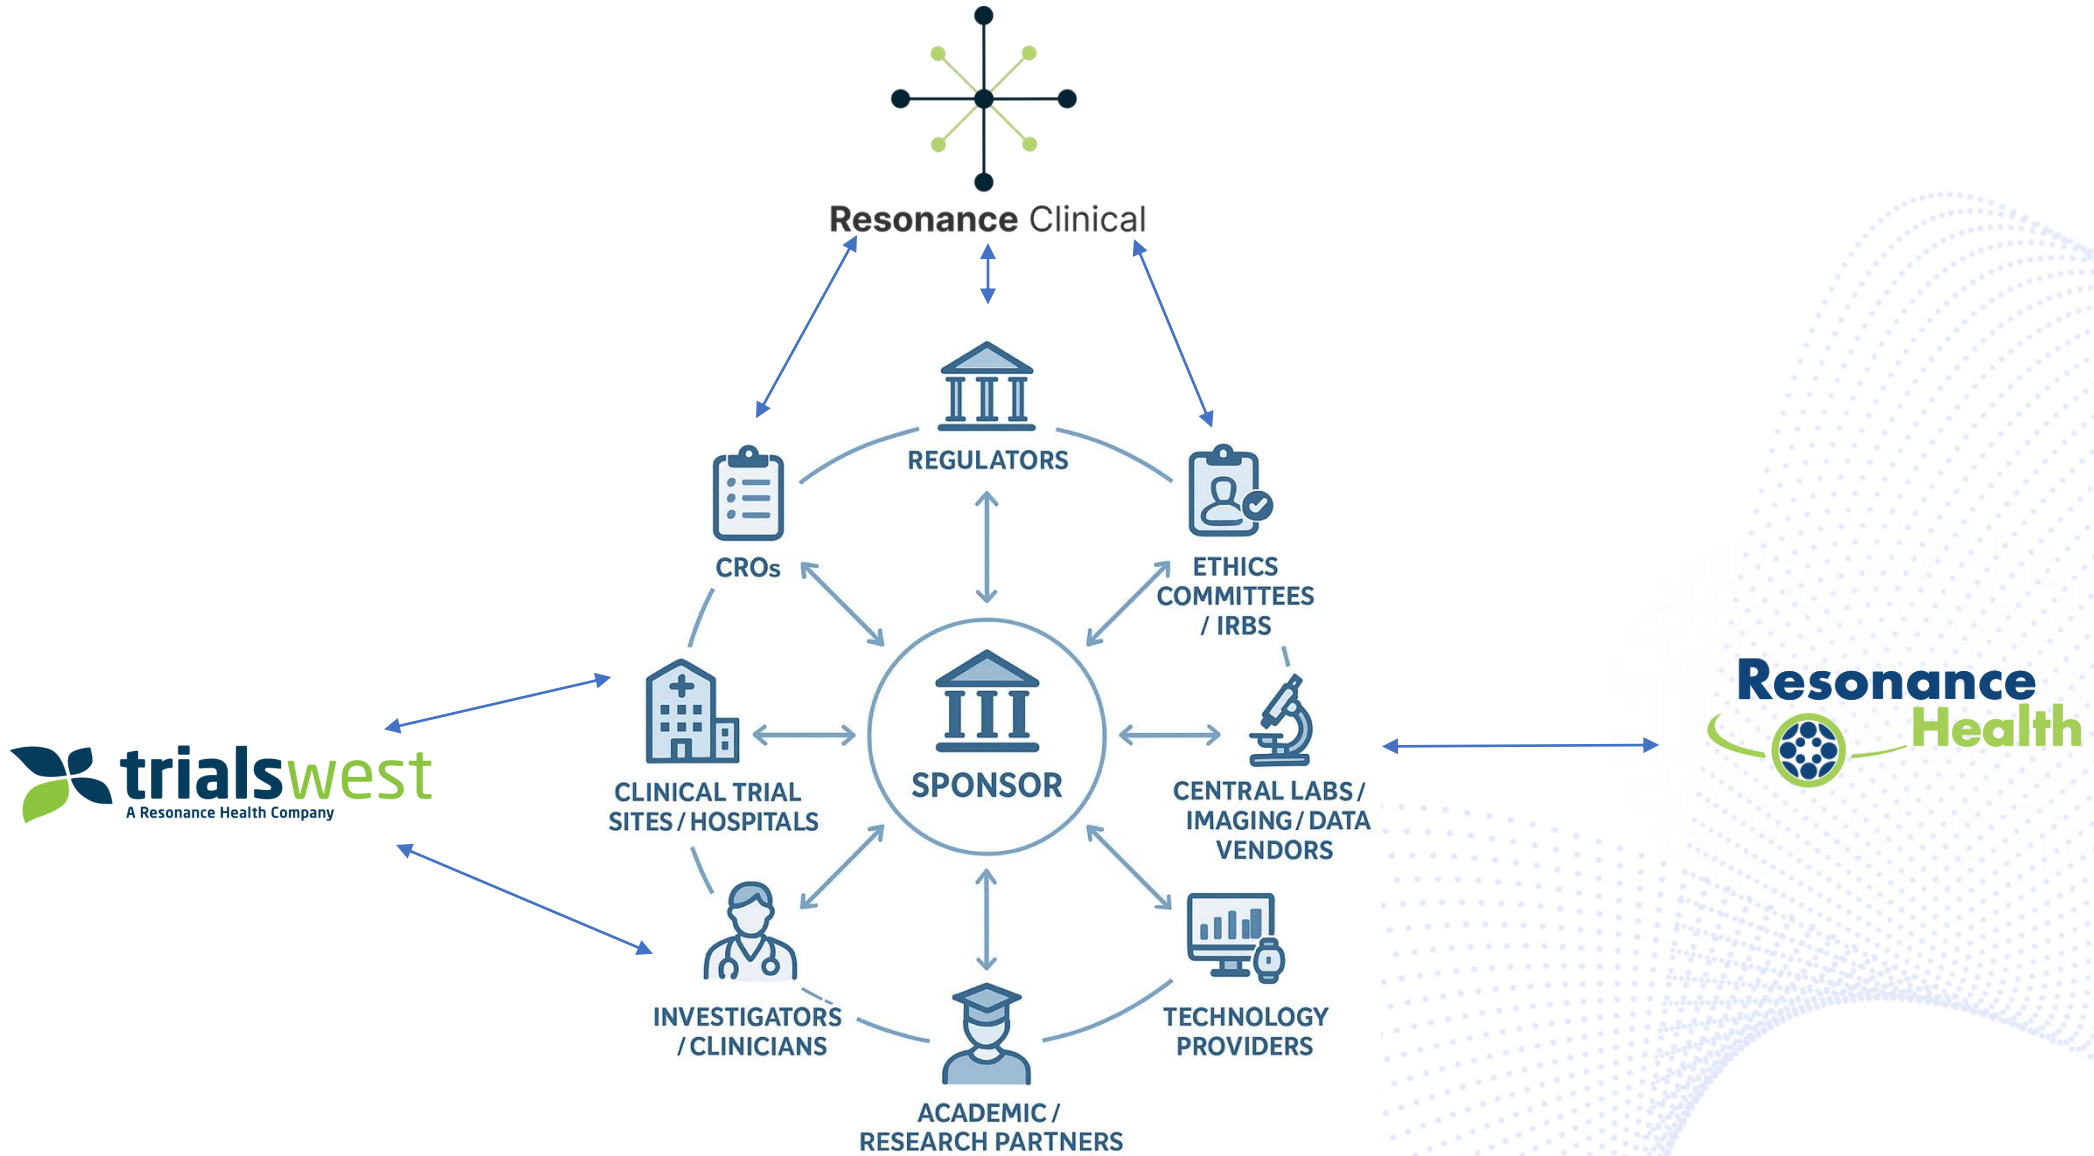 Resonance Clinical
REGULATORS
CROs
ETHICS
COMMITTEES
/ IRBS
SPONSOR
CLINICAL TRIAL
SITES / HOSPITALS
CENTRAL LABS /
IMAGING / DATA
VENDORS
INVESTIGATORS
/ CLINICIANS
TECHNOLOGY
PROVIDERS
ACADEMIC /
RESEARCH PARTNERS
trialswest
A Resonance Health Company
Resonance
Health